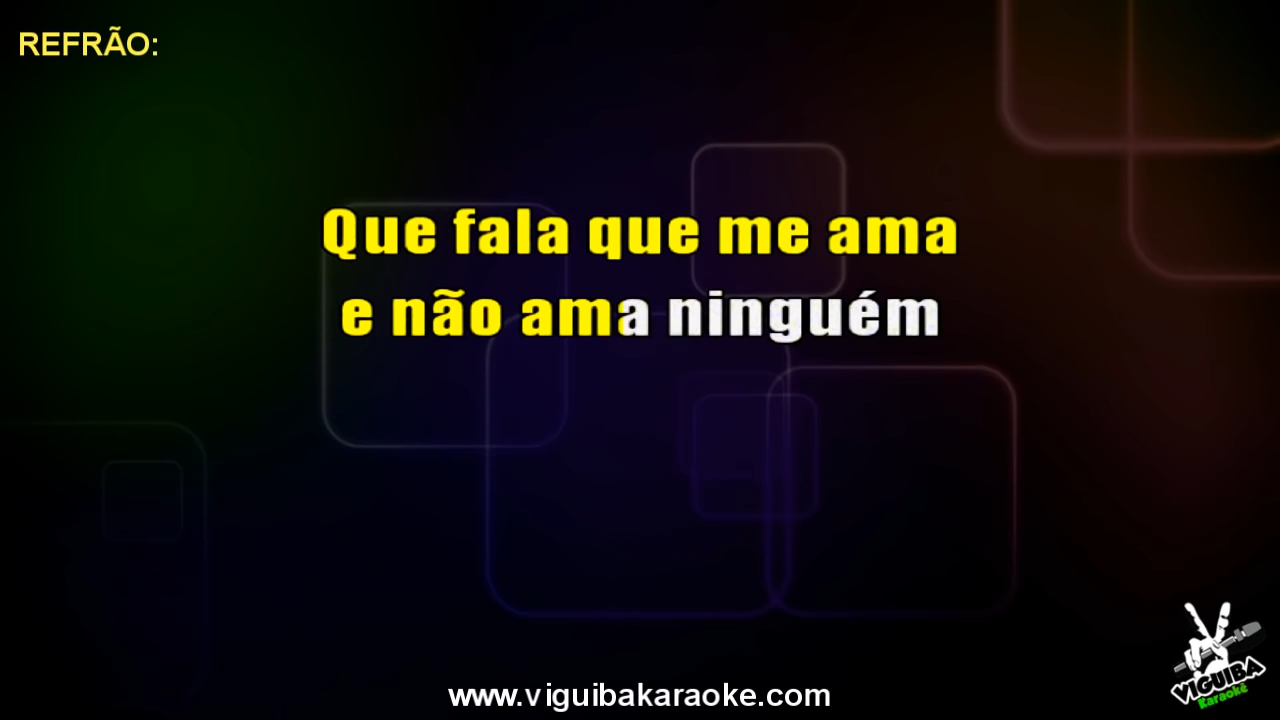 REFRÃO:
Que fala que me ama
e não ama ninguém
www.viguibakaraoke.com
VIGUIBA
Karaokê